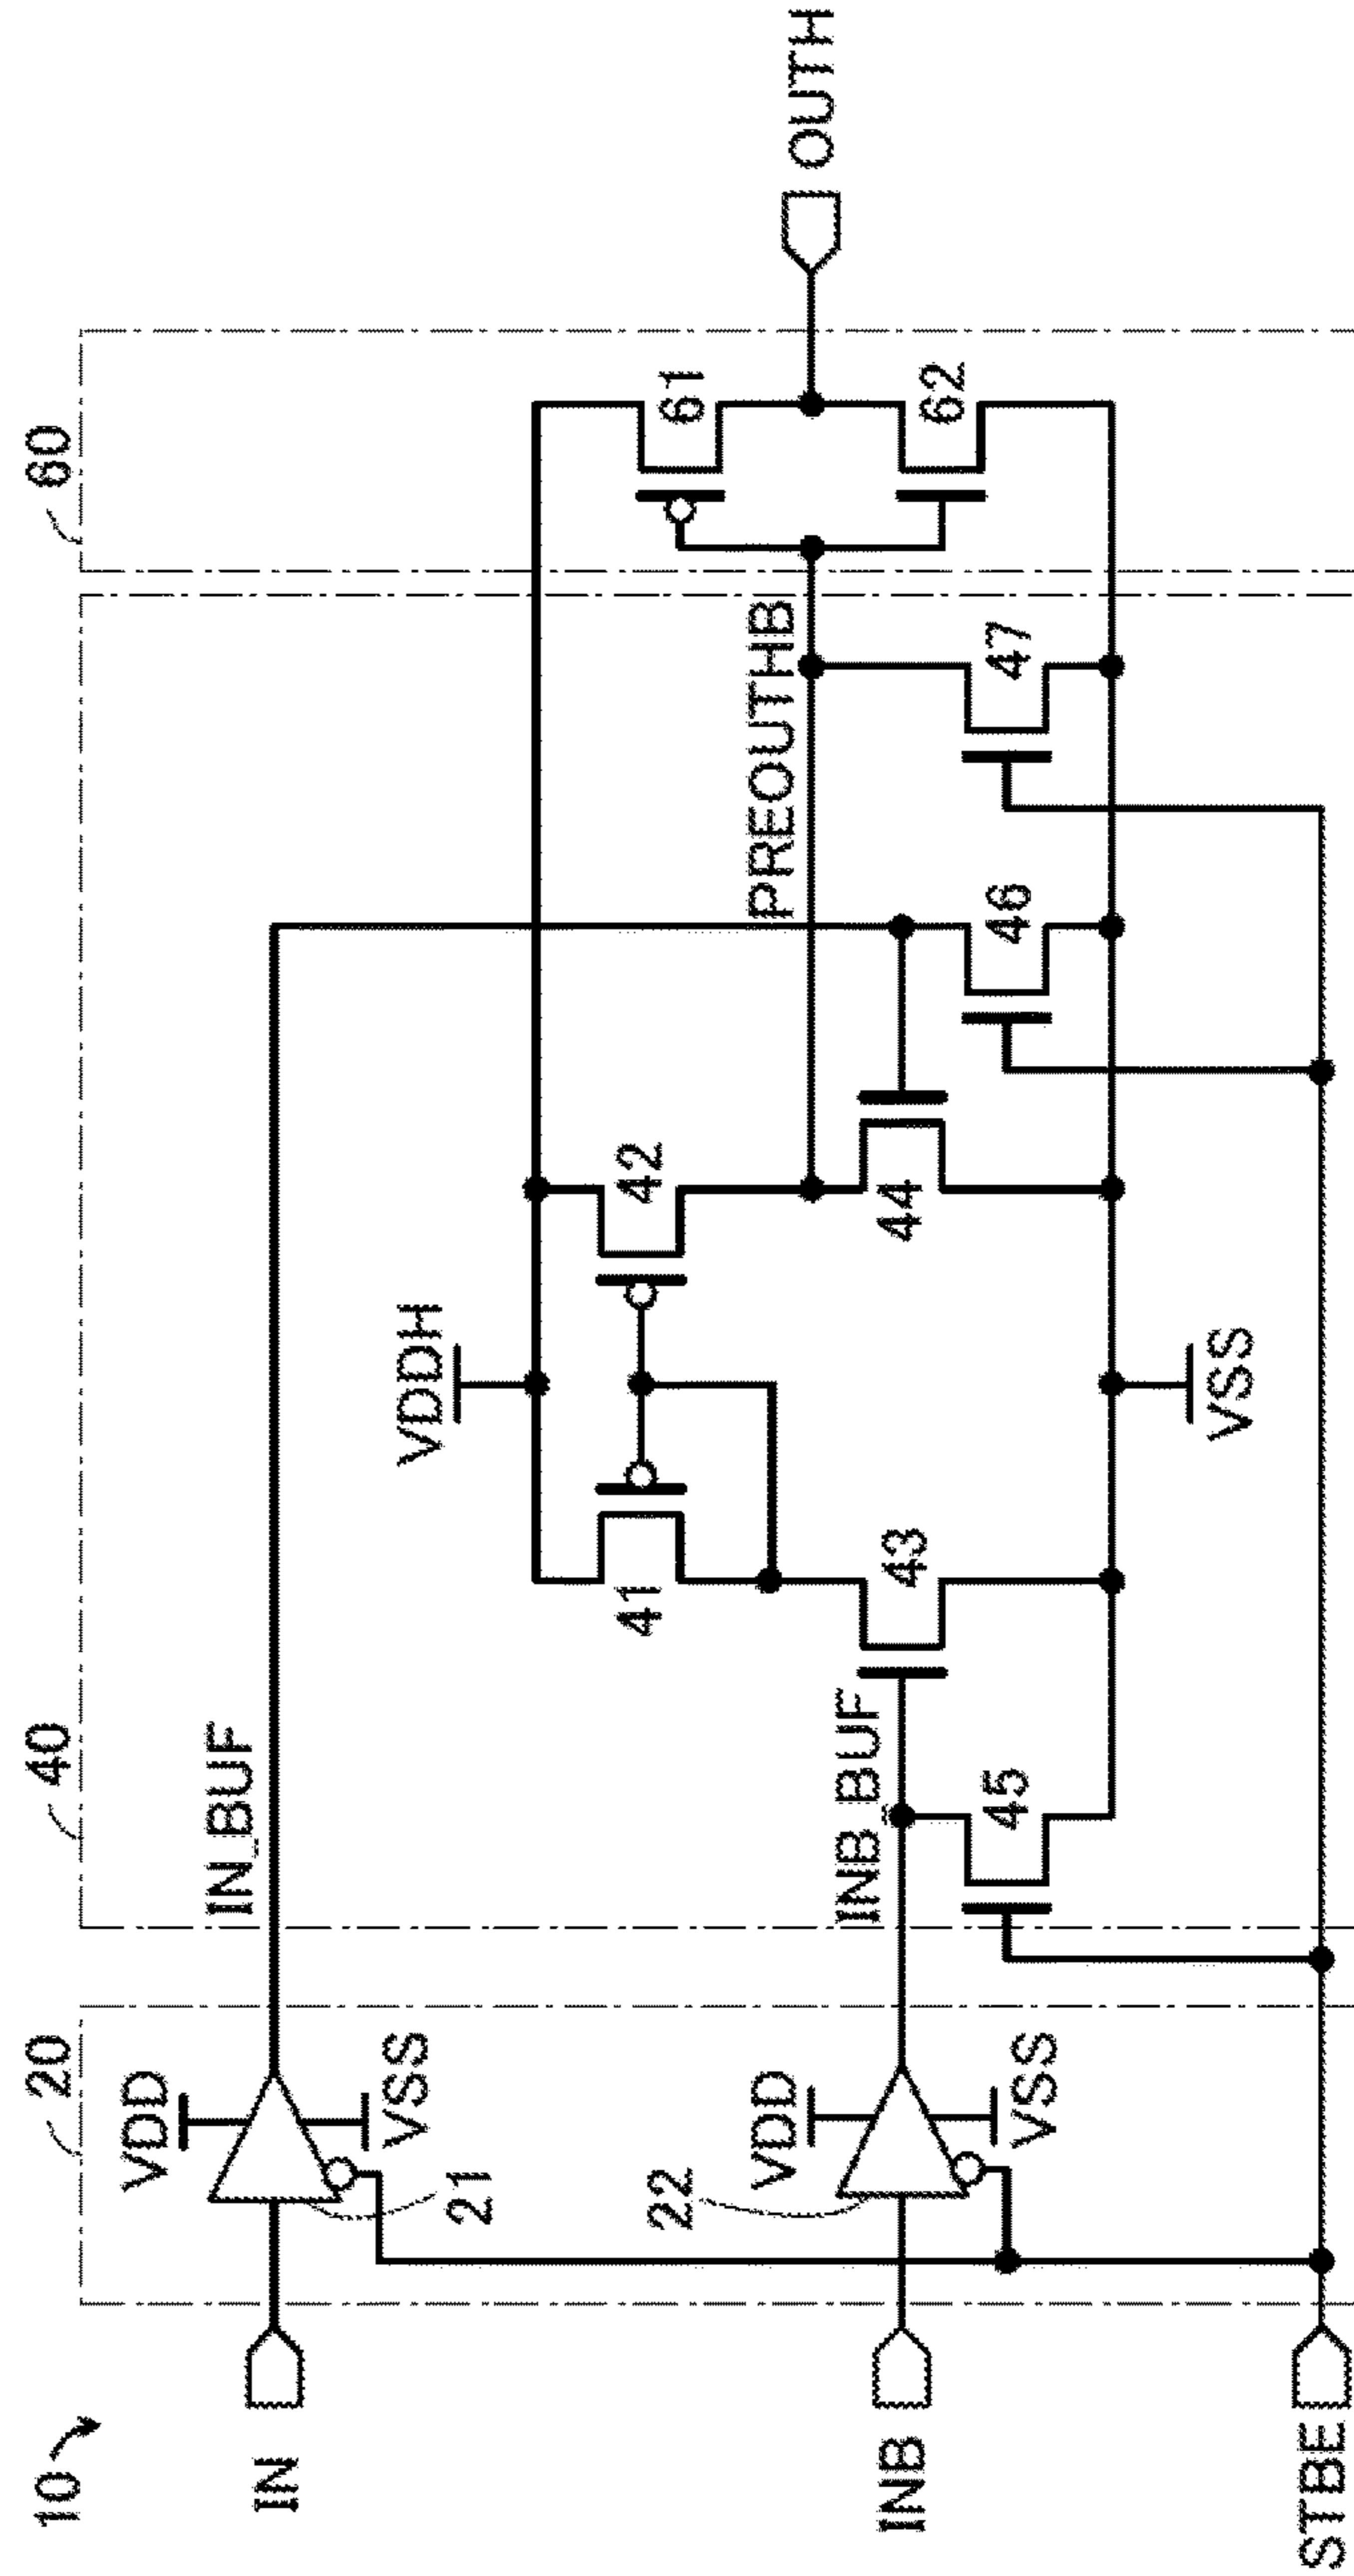 10
20
40
60
IN
VDD
VSS
21
IN_BUF
VDDH
41
42
61
OUTH
PREOUTHB
INB
22
VDD
VSS
INB_BUF
43
44
62
45
46
47
VSS
STBE